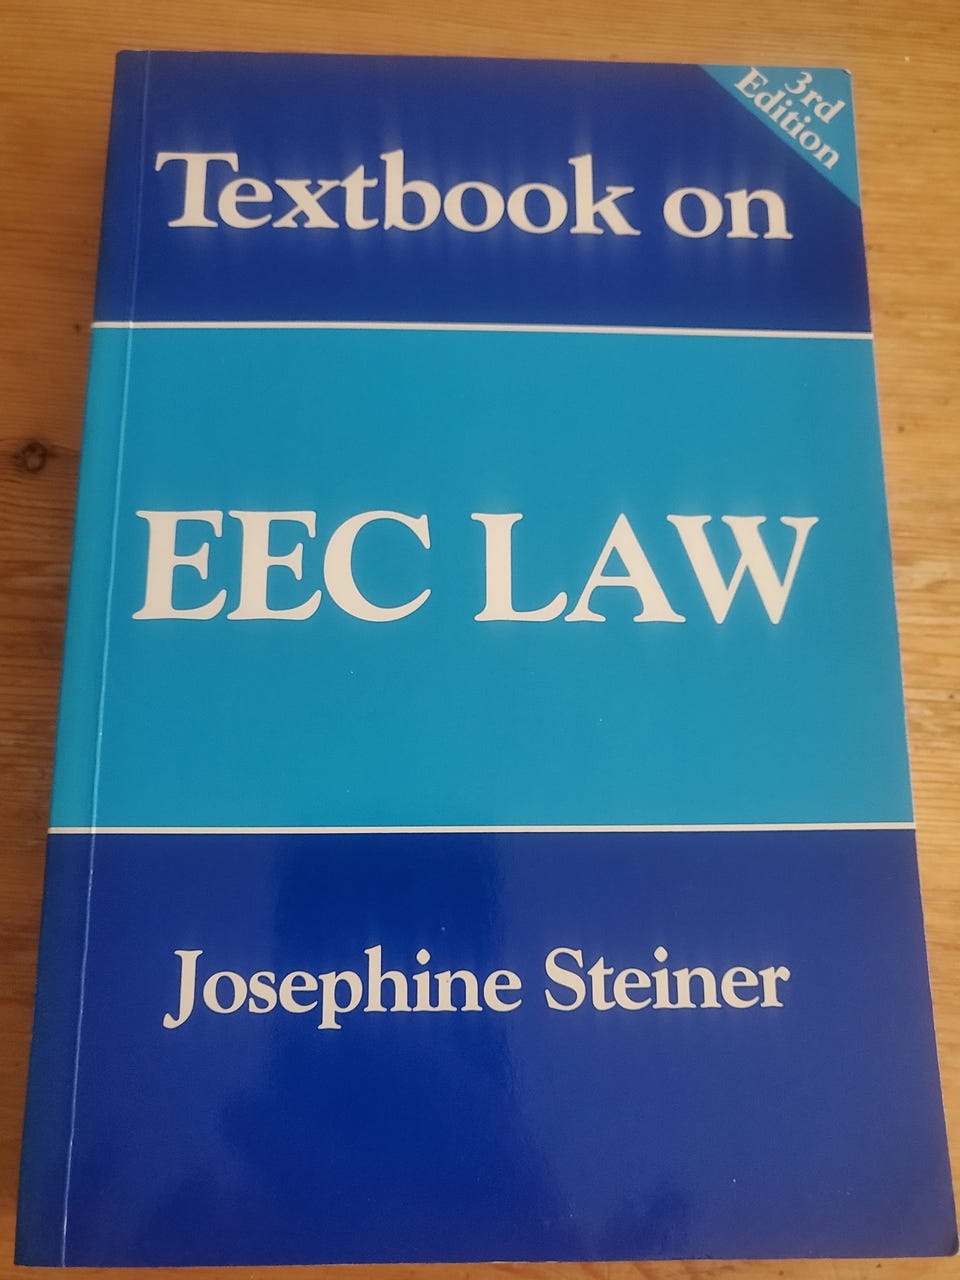 3rd
Edition
Textbook on
EEC LAW
Josephine Steiner